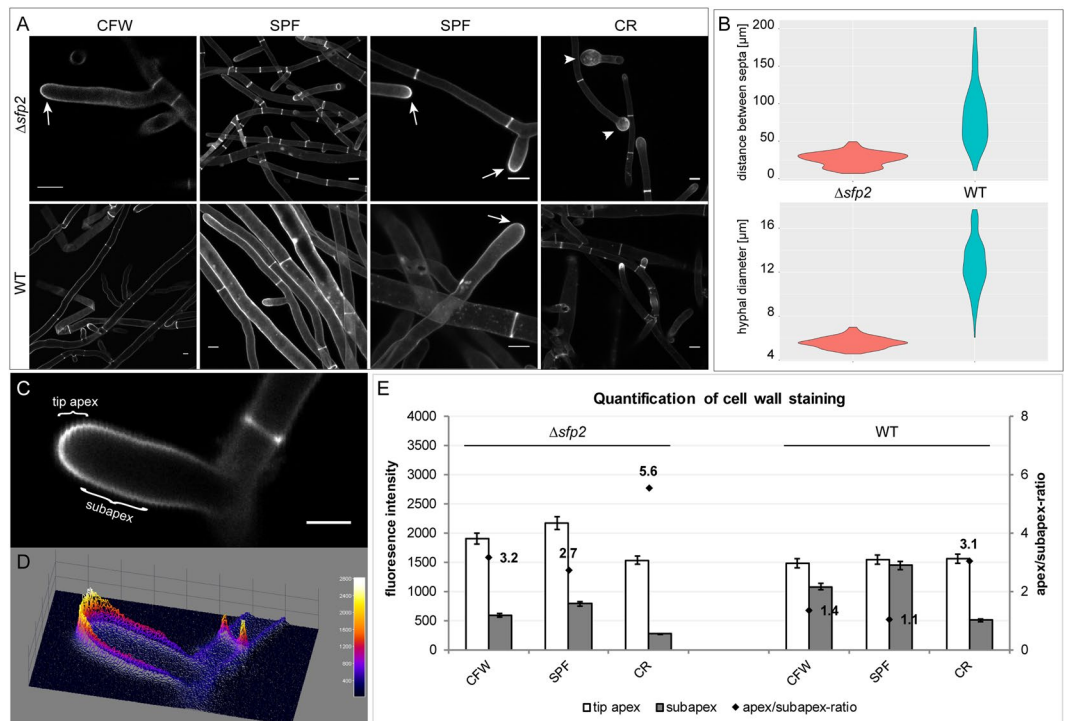 A
CFW SPF SPF CR
Δsfp2
WT
B
distance between septa [µm]
200
150
100
50
0
Δsfp2 WT
hyphal diameter [µm]
16
12
8
4
C
tip apex
subapex
D
2800
2400
2000
1600
1200
800
400
E
Quantification of cell wall staining
Δsfp2 WT
fluoresence intensity
4000
3500
3000
2500
2000
1500
1000
500
0
3.2
2.7
5.6
1.4
1.1
3.1
8
6
4
2
0
apex/subapex-ratio
CFW SPF CR CFW SPF CR
tip apex subapex apex/subapex-ratio